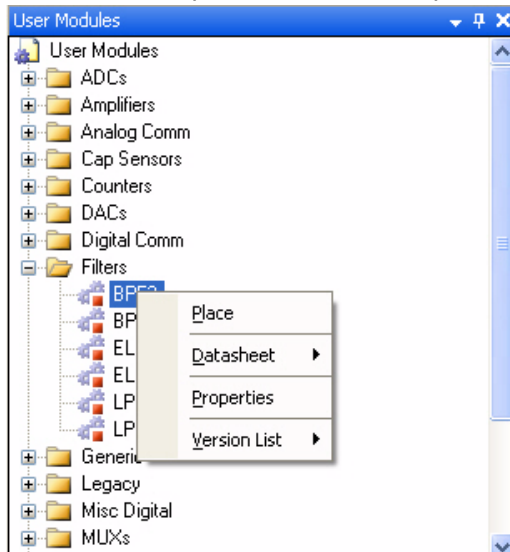 User Modules
User Modules
ADCs
Amplifiers
Analog Comm
Cap Sensors
Counters
DACs
Digital Comm
Filters
BP
EL
EL
LP
LP
Place
Datasheet
Properties
Version List
Legacy
Misc Digital
MUXs